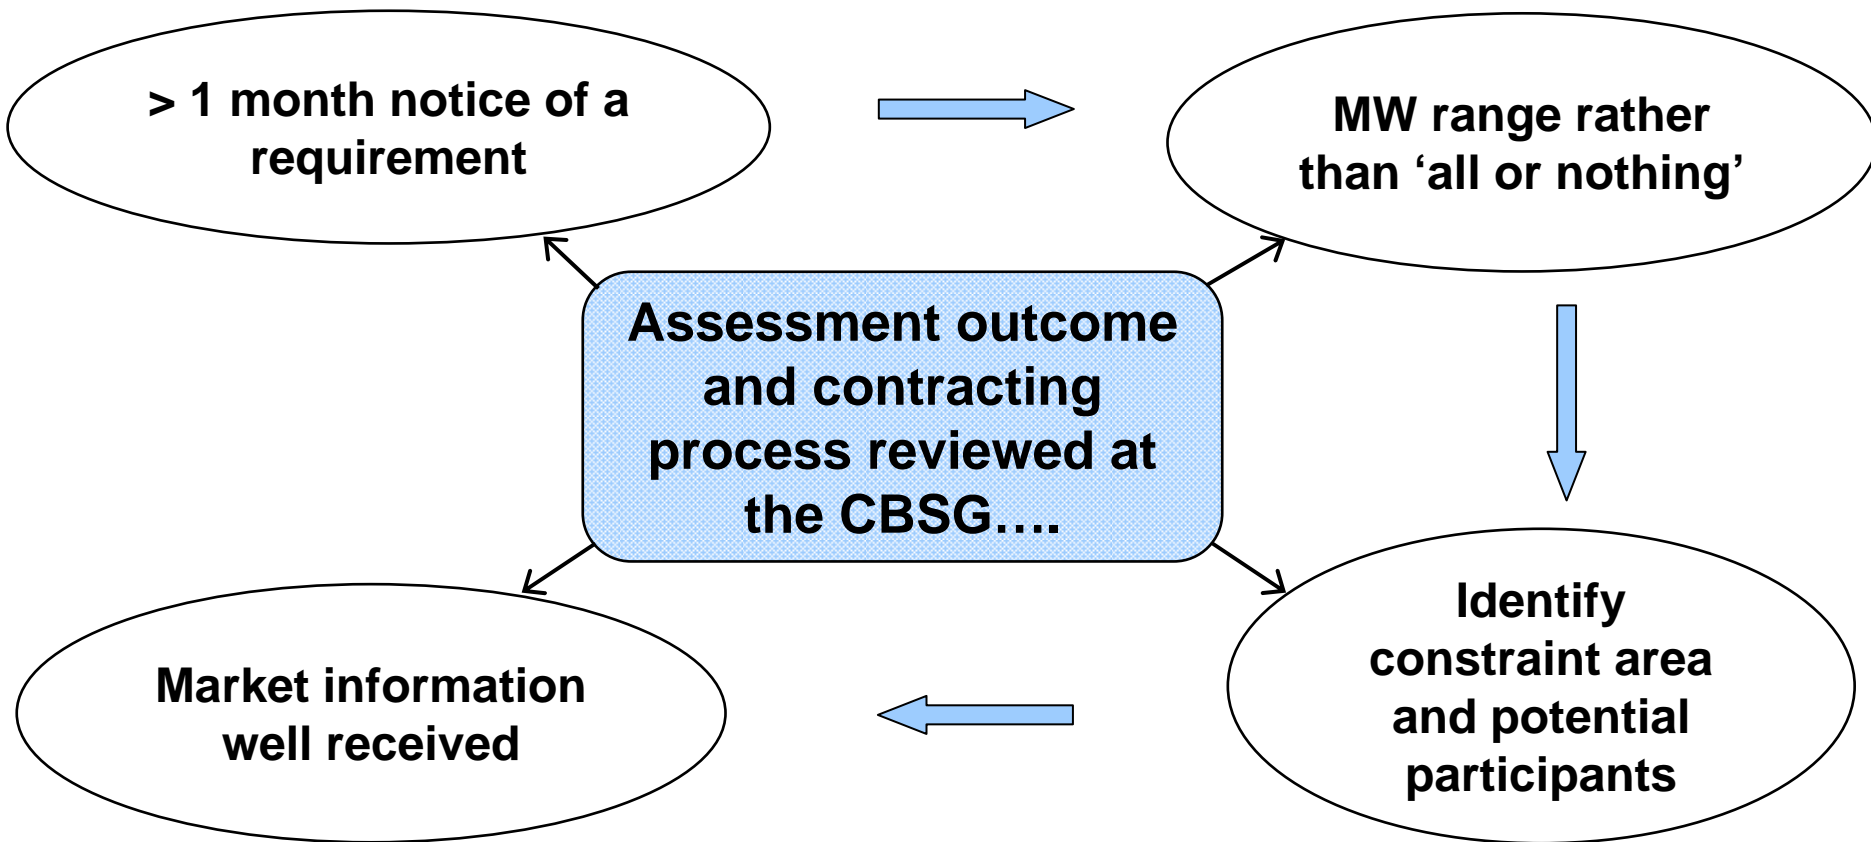 > 1 month notice of a
requirement
MW range rather
than ‘all or nothing’
Assessment outcome
and contracting
process reviewed at
the CBSG….
Market information
well received
Identify
constraint area
and potential
participants